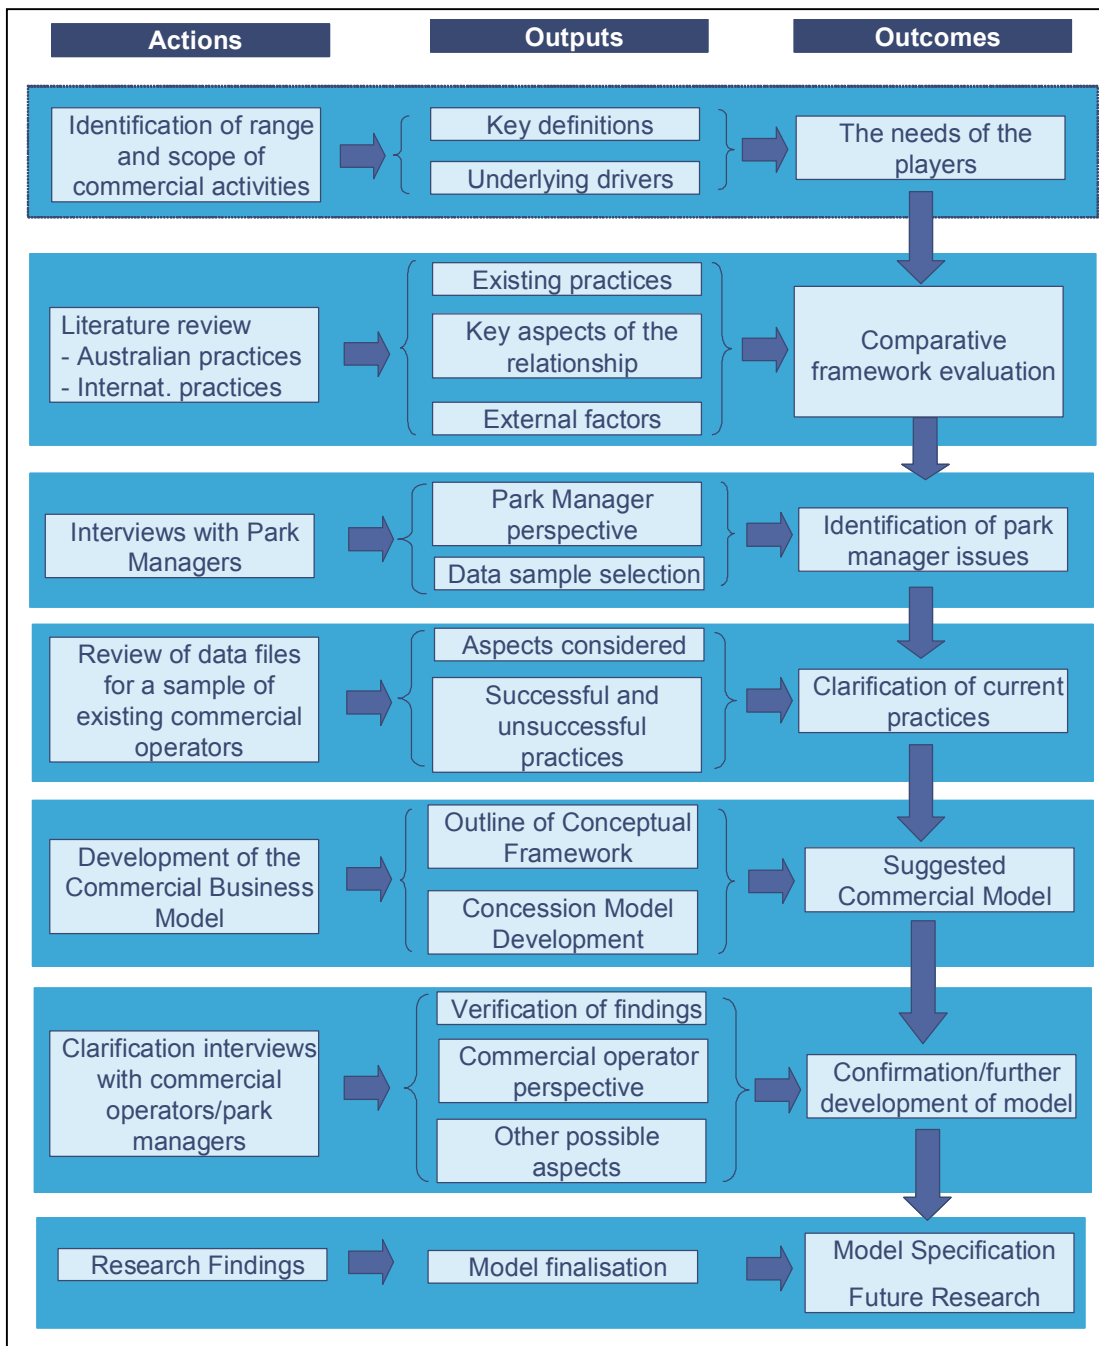 Actions
Outputs
Outcomes
Identification of range
and scope of
commercial activities
Key definitions
Underlying drivers
The needs of the
players
Literature review
- Australian practices
- Internat. practices
Existing practices
Key aspects of the
relationship
External factors
Comparative
framework evaluation
Interviews with Park
Managers
Park Manager
perspective
Data sample selection
Identification of park
manager issues
Review of data files
for a sample of
existing commercial
operators
Aspects considered
Successful and
unsuccessful
practices
Clarification of current
practices
Development of the
Commercial Business
Model
Outline of Conceptual
Framework
Concession Model
Development
Suggested
Commercial Model
Clarification interviews
with commercial
operators/park
managers
Verification of findings
Commercial operator
perspective
Other possible
aspects
Confirmation/further
development of model
Research Findings
Model finalisation
Model Specification
Future Research